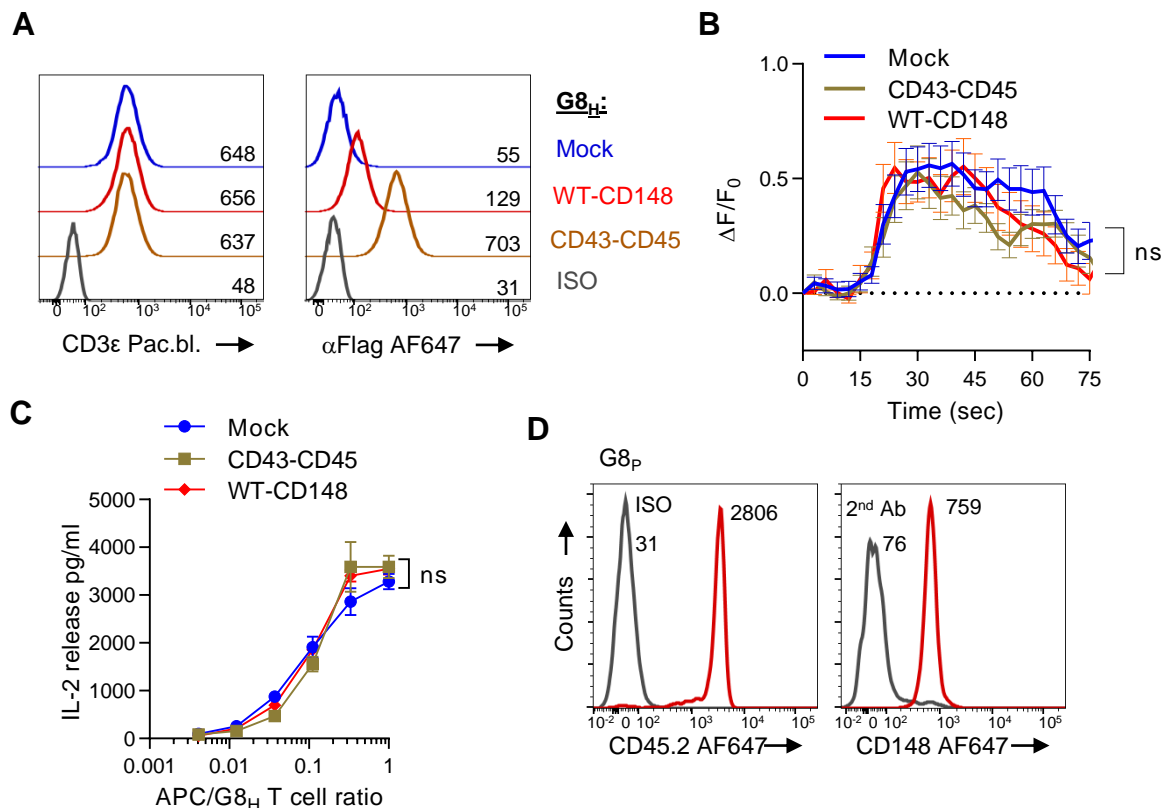 A
648
656
637
48
0
10²
10³
10⁴
10⁵
CD3ε Pac.bl.
55
129
703
31
0
10²
10³
10⁴
10⁵
αFlag AF647
G8H:
Mock
WT-CD148
CD43-CD45
ISO
B
Mock
CD43-CD45
WT-CD148
1.0
0.5
0.0
ΔF/F0
ns
0
15
30
45
60
75
Time (sec)
C
Mock
CD43-CD45
WT-CD148
5000
4000
3000
2000
1000
0
IL-2 release pg/ml
ns
0.001
0.01
0.1
1
APC/G8H T cell ratio
D
G8P
Counts
ISO
31
2806
10⁻²
0
10²
10³
10⁴
10⁵
CD45.2 AF647
2nd Ab
76
759
10⁻²
0
10²
10³
10⁴
10⁵
CD148 AF647